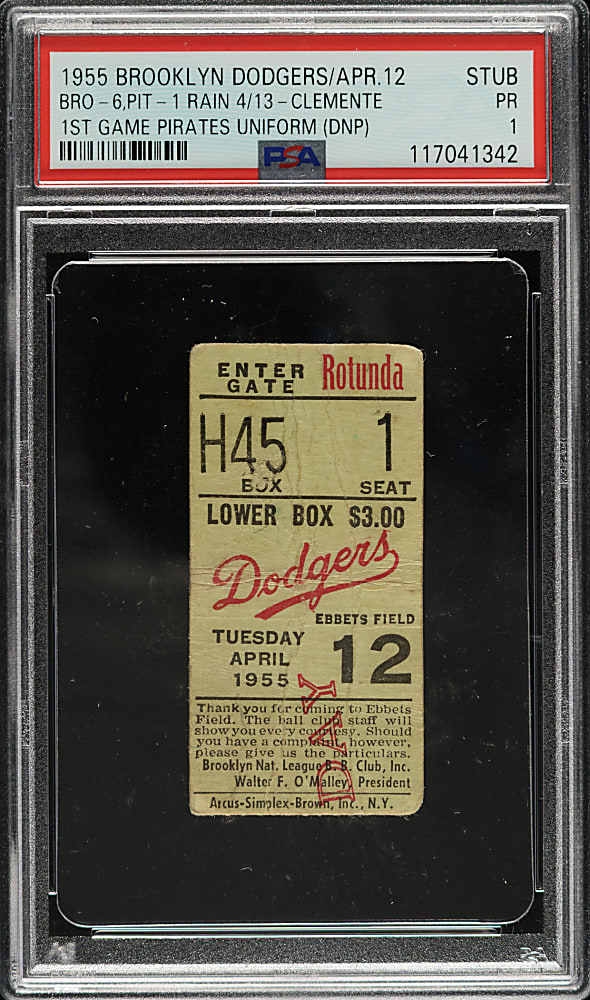 1955 BROOKLYN DODGERS/APR.12 STUB
BRO-6,PIT-1 RAIN 4/13-CLEMENTE PR
1ST GAME PIRATES UNIFORM (DNP) 1
PSA 117041342
ENTER GATE Rotunda
H45 1
BOX SEAT
LOWER BOX $3.00
Dodgers
EBBETS FIELD
TUESDAY
APRIL 12
1955
DAY
Thank you for coming to Ebbets
Field. The ball club staff will
show you every courtesy. Should
you have a complaint, however,
please give us the particulars.
Brooklyn Nat. League B. B. Club, Inc.
Walter F. O'Malley, President
Arcus-Simplex-Brown, Inc., N.Y.